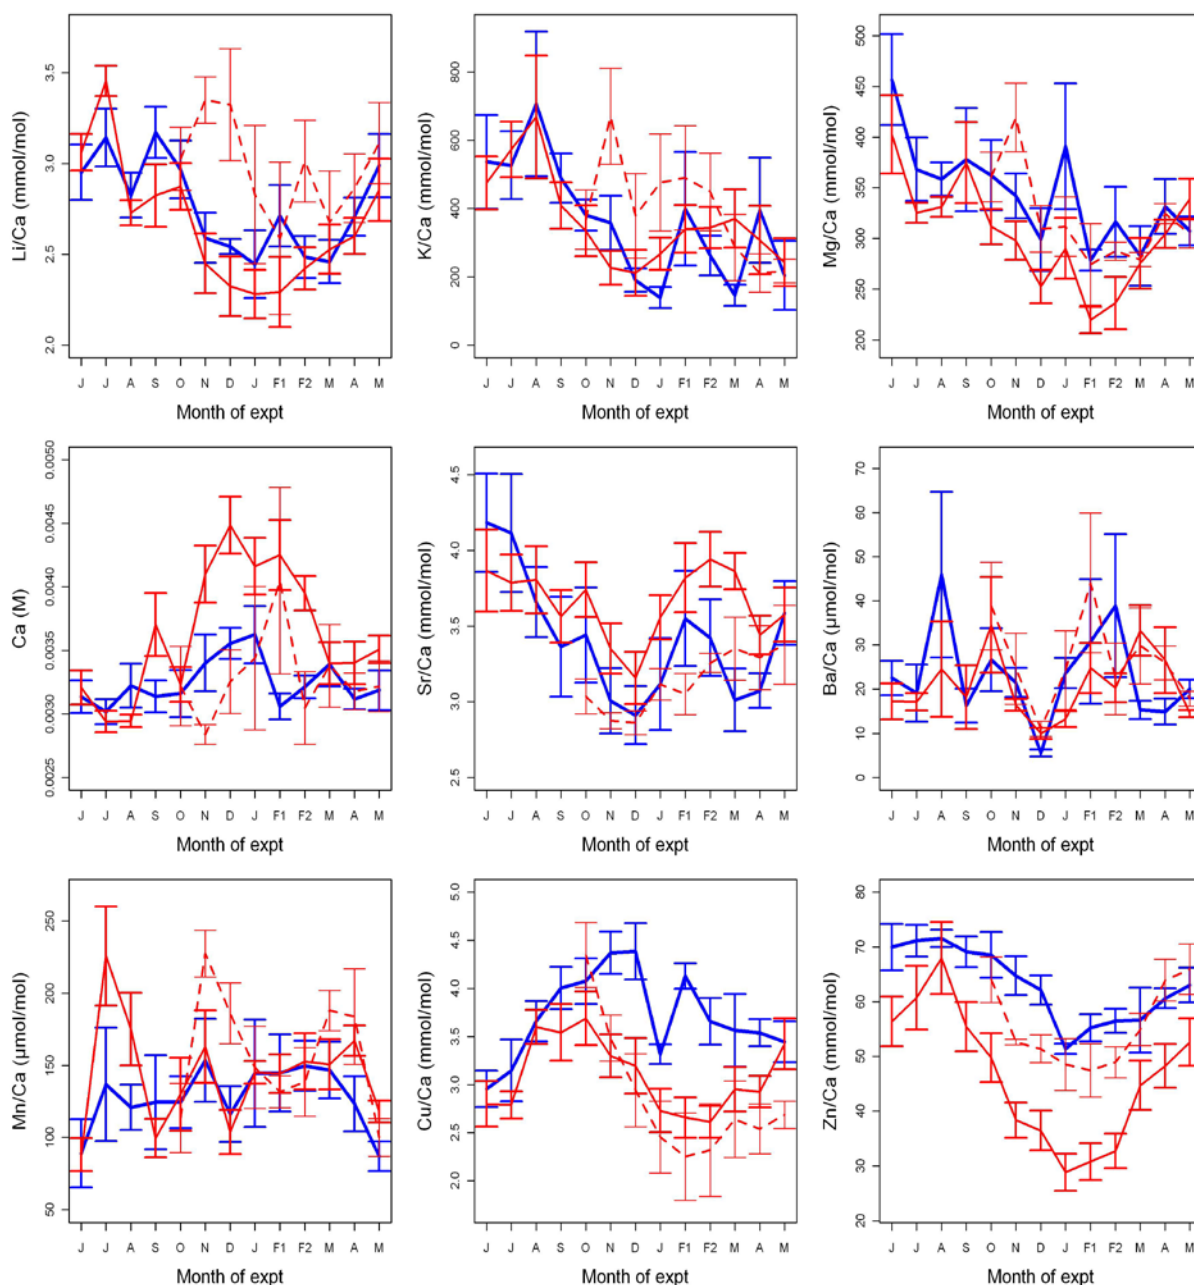 Li/Ca (mmol/mol)
3.5
3.0
2.5
2.0
J J A S O N D J F1 F2 M A M
Month of expt
K/Ca (mmol/mol)
800
600
400
200
0
J J A S O N D J F1 F2 M A M
Month of expt
Mg/Ca (mmol/mol)
500
450
400
350
300
250
200
J J A S O N D J F1 F2 M A M
Month of expt
Ca (M)
0.0050
0.0045
0.0040
0.0035
0.0030
0.0025
J J A S O N D J F1 F2 M A M
Month of expt
Sr/Ca (mmol/mol)
4.5
4.0
3.5
3.0
2.5
J J A S O N D J F1 F2 M A M
Month of expt
Ba/Ca (µmol/mol)
70
60
50
40
30
20
10
0
J J A S O N D J F1 F2 M A M
Month of expt
Mn/Ca (µmol/mol)
250
200
150
100
50
J J A S O N D J F1 F2 M A M
Month of expt
Cu/Ca (mmol/mol)
5.0
4.5
4.0
3.5
3.0
2.5
2.0
J J A S O N D J F1 F2 M A M
Month of expt
Zn/Ca (µmol/mol)
80
70
60
50
40
30
20
J J A S O N D J F1 F2 M A M
Month of expt